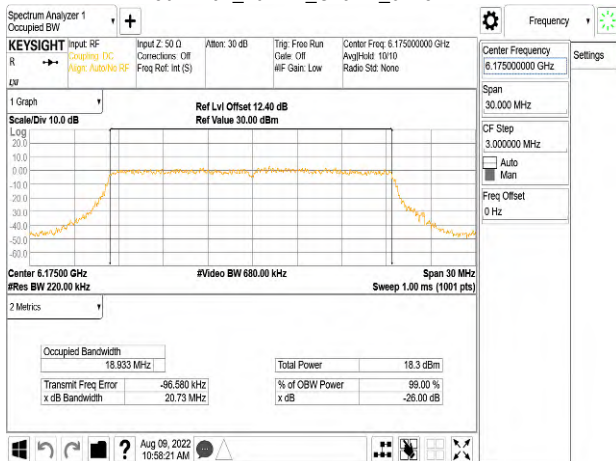 Spectrum Analyzer 1
Occupied BW
Frequency
KEYSIGHT
R
Input: RF
Coupling: DC
Align: Auto/No RF
Input Z: 50 Ω
Corrections: Off
Freq Ref: Int (S)
Atten: 30 dB
Trig: Free Run
Gate: Off
#IF Gain: Low
Center Freq: 6.175000000 GHz
Avg|Hold: 10/10
Radio Std: None
Center Frequency
6.175000000 GHz
Settings
Span
30.000 MHz
CF Step
3.000000 MHz
Auto
Man
Freq Offset
0 Hz
1 Graph
Scale/Div 10.0 dB
Ref Lvl Offset 12.40 dB
Ref Value 30.00 dBm
Log
20.0
10.0
0.00
-10.0
-20.0
-30.0
-40.0
-50.0
-60.0
Center 6.17500 GHz
#Res BW 220.00 kHz
#Video BW 680.00 kHz
Span 30 MHz
Sweep 1.00 ms (1001 pts)
2 Metrics
Occupied Bandwidth
18.933 MHz
Total Power 18.3 dBm
Transmit Freq Error -96.580 kHz
% of OBW Power 99.00 %
x dB Bandwidth 20.73 MHz
x dB -26.00 dB
?
Aug 09, 2022
10:58:21 AM